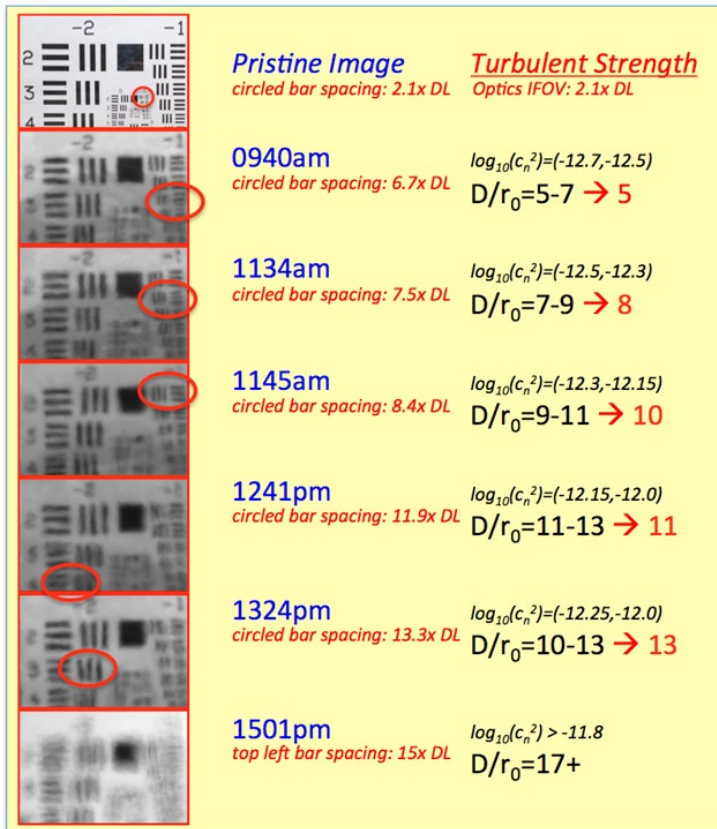 -2 -1
2
3
4
Pristine Image
circled bar spacing: 2.1x DL
Turbulent Strength
Optics IFOV: 2.1x DL
-2 -1
2
3
0940am
circled bar spacing: 6.7x DL
log₁₀(cₙ²)=(-12.7,-12.5)
D/r₀=5-7 → 5
1134am
circled bar spacing: 7.5x DL
log₁₀(cₙ²)=(-12.5,-12.3)
D/r₀=7-9 → 8
1145am
circled bar spacing: 8.4x DL
log₁₀(cₙ²)=(-12.3,-12.15)
D/r₀=9-11 → 10
1241pm
circled bar spacing: 11.9x DL
log₁₀(cₙ²)=(-12.15,-12.0)
D/r₀=11-13 → 11
1324pm
circled bar spacing: 13.3x DL
log₁₀(cₙ²)=(-12.25,-12.0)
D/r₀=10-13 → 13
1501pm
top left bar spacing: 15x DL
log₁₀(cₙ²) > -11.8
D/r₀=17+